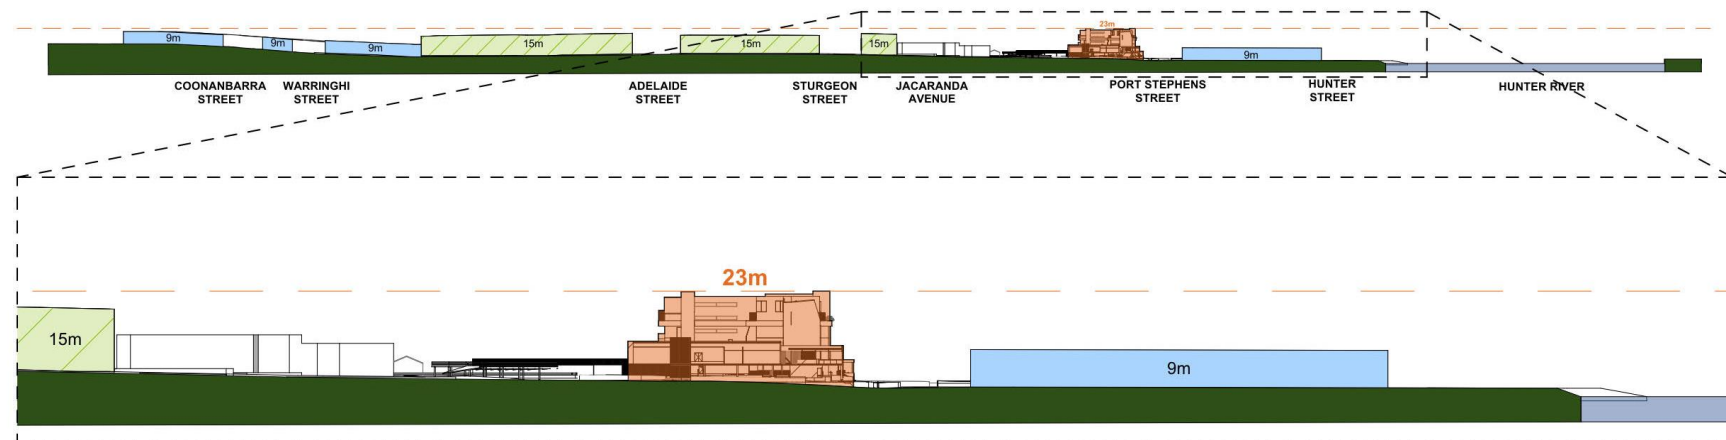 23m
9m
9m
9m
15m
15m
15m
9m
COONANBARRA
STREET
WARRINGHI
STREET
ADELAIDE
STREET
STURGEON
STREET
JACARANDA
AVENUE
PORT STEPHENS
STREET
HUNTER
STREET
HUNTER RIVER
23m
15m
9m